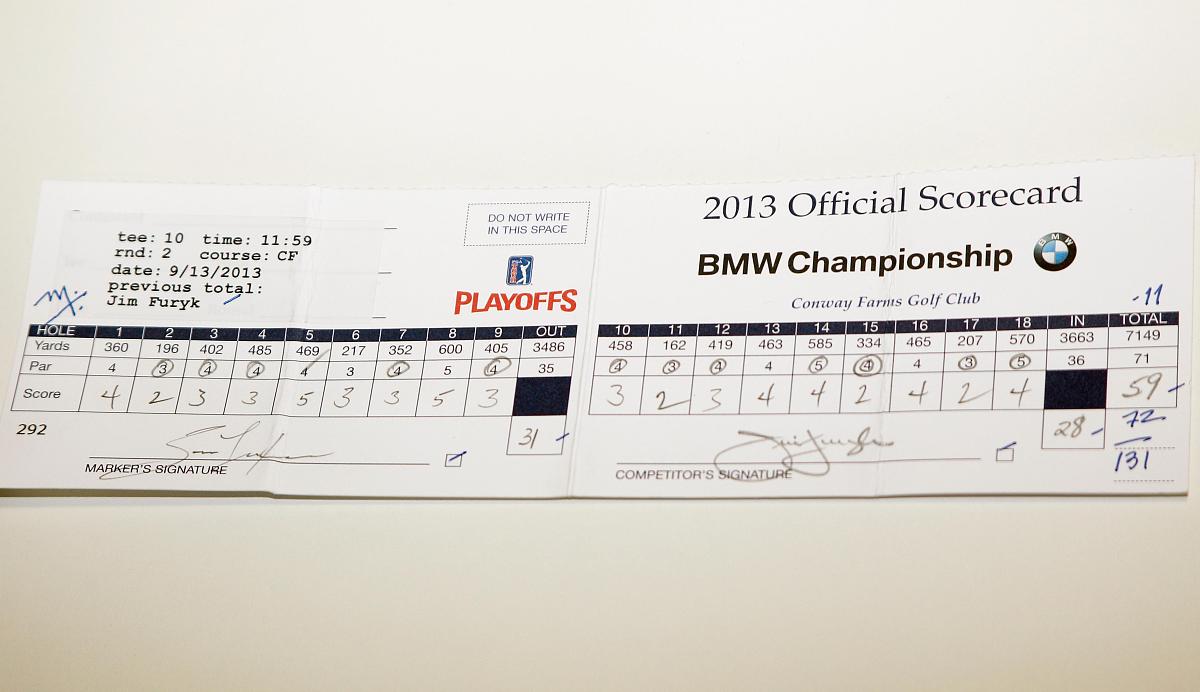 tee: 10 time: 11:59
rnd: 2 course: CF
date: 9/13/2013
previous total:
Jim Furyk
DO NOT WRITE
IN THIS SPACE
PLAYOFFS
HOLE 1 2 3 4 5 6 7 8 9 OUT
Yards 360 196 402 485 469 217 352 600 405 3486
Par 4 3 4 4 4 3 4 5 4 35
Score 4 2 3 3 5 3 3 5 3
31
292
MARKER'S SIGNATURE
2013 Official Scorecard
BMW Championship
BMW
Conway Farms Golf Club
-11
10 11 12 13 14 15 16 17 18 IN TOTAL
458 162 419 463 585 334 465 207 570 3663 7149
4 3 4 4 5 4 4 3 5 36 71
3 2 3 4 4 2 4 2 4 59
28 72
131
COMPETITOR'S SIGNATURE